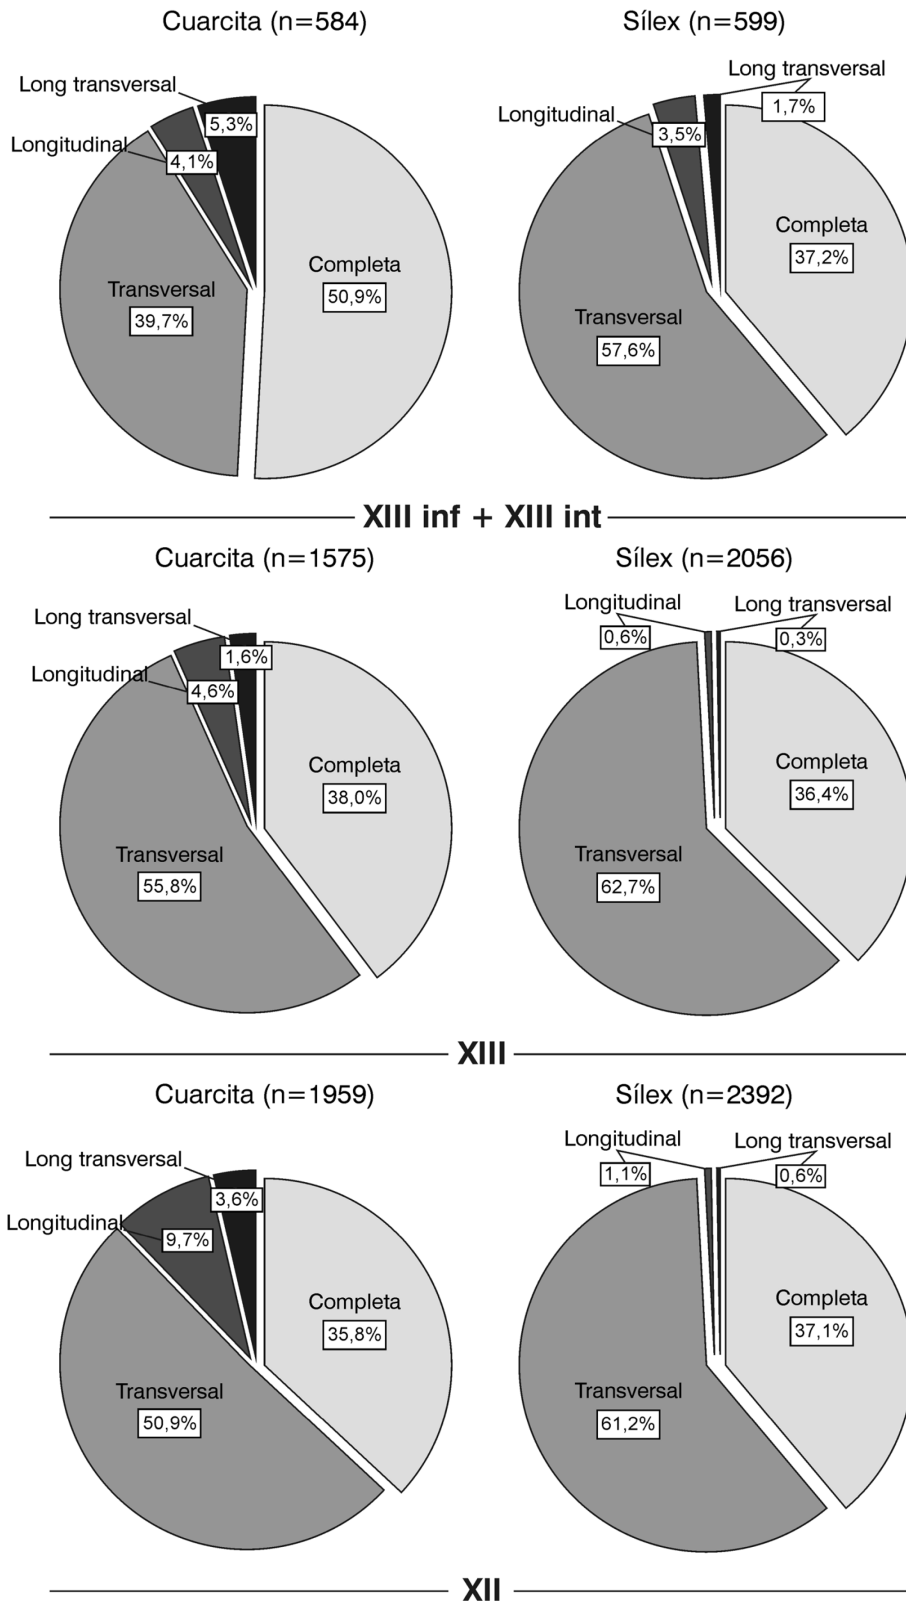 Cuarcita (n=584)
Long transversal
5,3%
Longitudinal
4,1%
Transversal
39,7%
Completa
50,9%
Sílex (n=599)
Long transversal
1,7%
Longitudinal
3,5%
Completa
37,2%
Transversal
57,6%
XIII inf + XIII int
Cuarcita (n=1575)
Long transversal
1,6%
Longitudinal
4,6%
Completa
38,0%
Transversal
55,8%
Sílex (n=2056)
Longitudinal
0,6%
Long transversal
0,3%
Completa
36,4%
Transversal
62,7%
XIII
Cuarcita (n=1959)
Long transversal
3,6%
Longitudinal
9,7%
Completa
35,8%
Transversal
50,9%
Sílex (n=2392)
Longitudinal
1,1%
Long transversal
0,6%
Completa
37,1%
Transversal
61,2%
XII